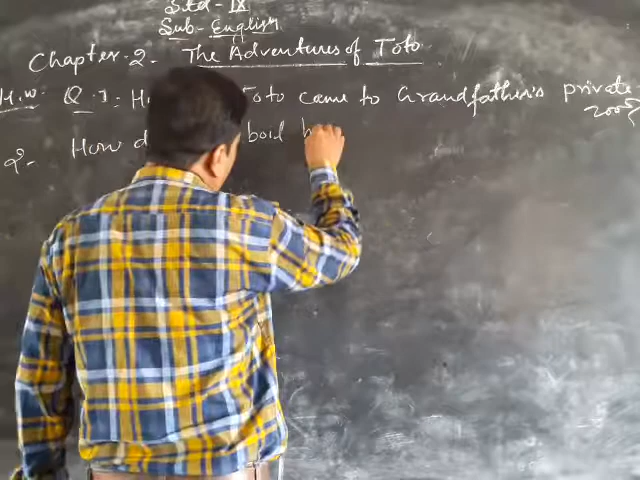 Std - IX
Sub - English
Chapter-2. The Adventures of Toto.
H.W. Q.1- H Toto came to Grandfather's private zoo?
Q- How d boil h